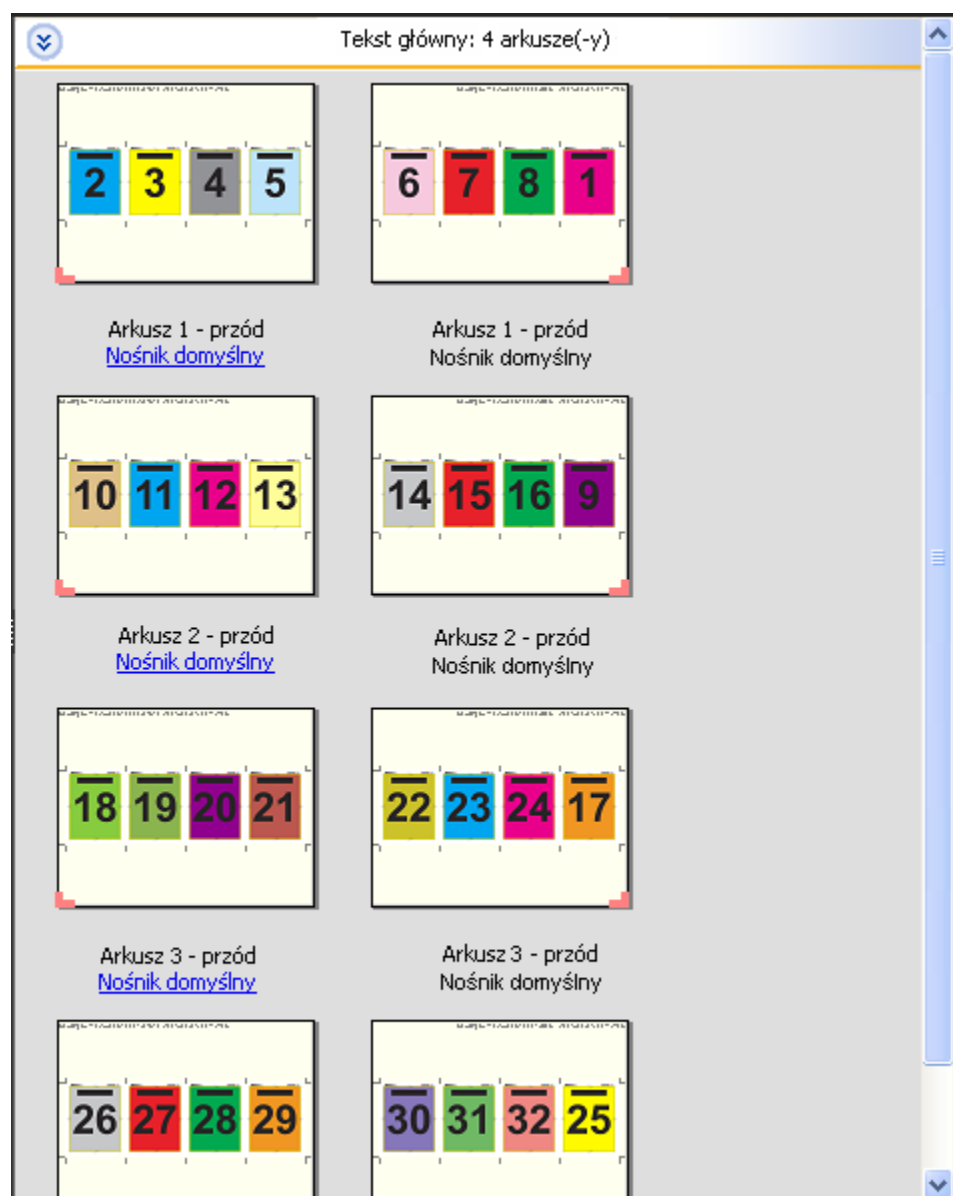 Tekst główny: 4 arkusze(-y)
2 3 4 5
6 7 8 1
Arkusz 1 - przód
Nośnik domyślny
Arkusz 1 - przód
Nośnik domyślny
10 11 12 13
14 15 16 9
Arkusz 2 - przód
Nośnik domyślny
Arkusz 2 - przód
Nośnik domyślny
18 19 20 21
22 23 24 17
Arkusz 3 - przód
Nośnik domyślny
Arkusz 3 - przód
Nośnik domyślny
26 27 28 29
30 31 32 25